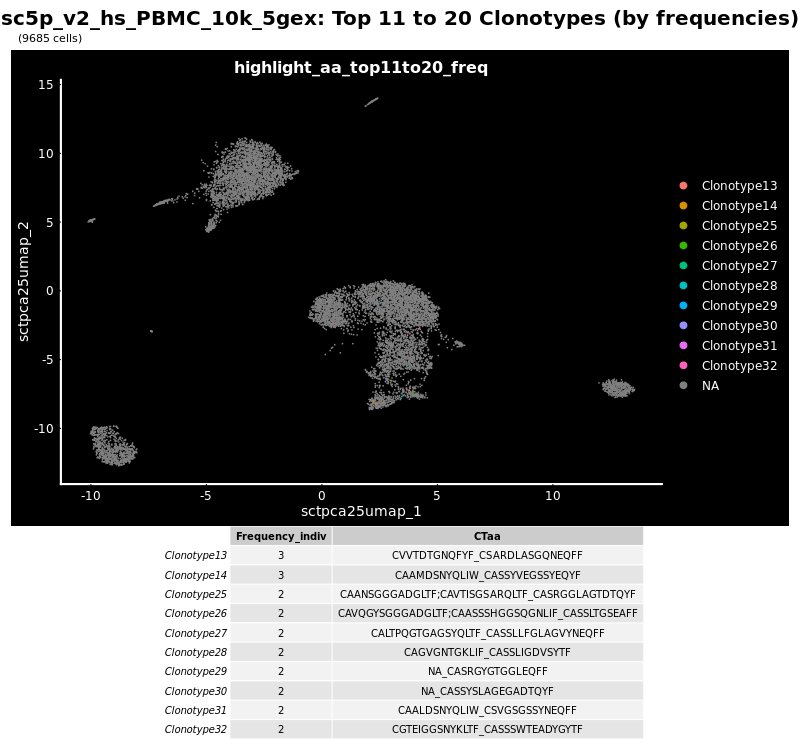 sc5p_v2_hs_PBMC_10k_5gex: Top 11 to 20 Clonotypes (by frequencies)
(9685 cells)
highlight_aa_top11to20_freq
15
10
5
0
-5
-10
sctpca25umap_2
-10 -5 0 5 10
sctpca25umap_1
Clonotype13
Clonotype14
Clonotype25
Clonotype26
Clonotype27
Clonotype28
Clonotype29
Clonotype30
Clonotype31
Clonotype32
NA
Frequency_indiv CTaa
Clonotype13 3 CVVTDTGNQFYF_CSARDLASGQNEQFF
Clonotype14 3 CAAMDSNYQLIW_CASSYVEGSSYEQYF
Clonotype25 2 CAANSGGGADGLTF;CAVTISGSARQLTF_CASRGGLAGTDTQYF
Clonotype26 2 CAVQGYSGGGADGLTF;CAASSSHGGSQGNLIF_CASSLTGSEAFF
Clonotype27 2 CALTPQGTGAGSYQLTF_CASSLLFGLAGVYNEQFF
Clonotype28 2 CAGVGNTGKLIF_CASSLIGDVSYTF
Clonotype29 2 NA_CASRGYGTGGLEQFF
Clonotype30 2 NA_CASSYSLAGEGADTQYF
Clonotype31 2 CAALDSNYQLIW_CSVGSGSSYNEQFF
Clonotype32 2 CGTEIGGSNYKLTF_CASSSWTEADYGYTF